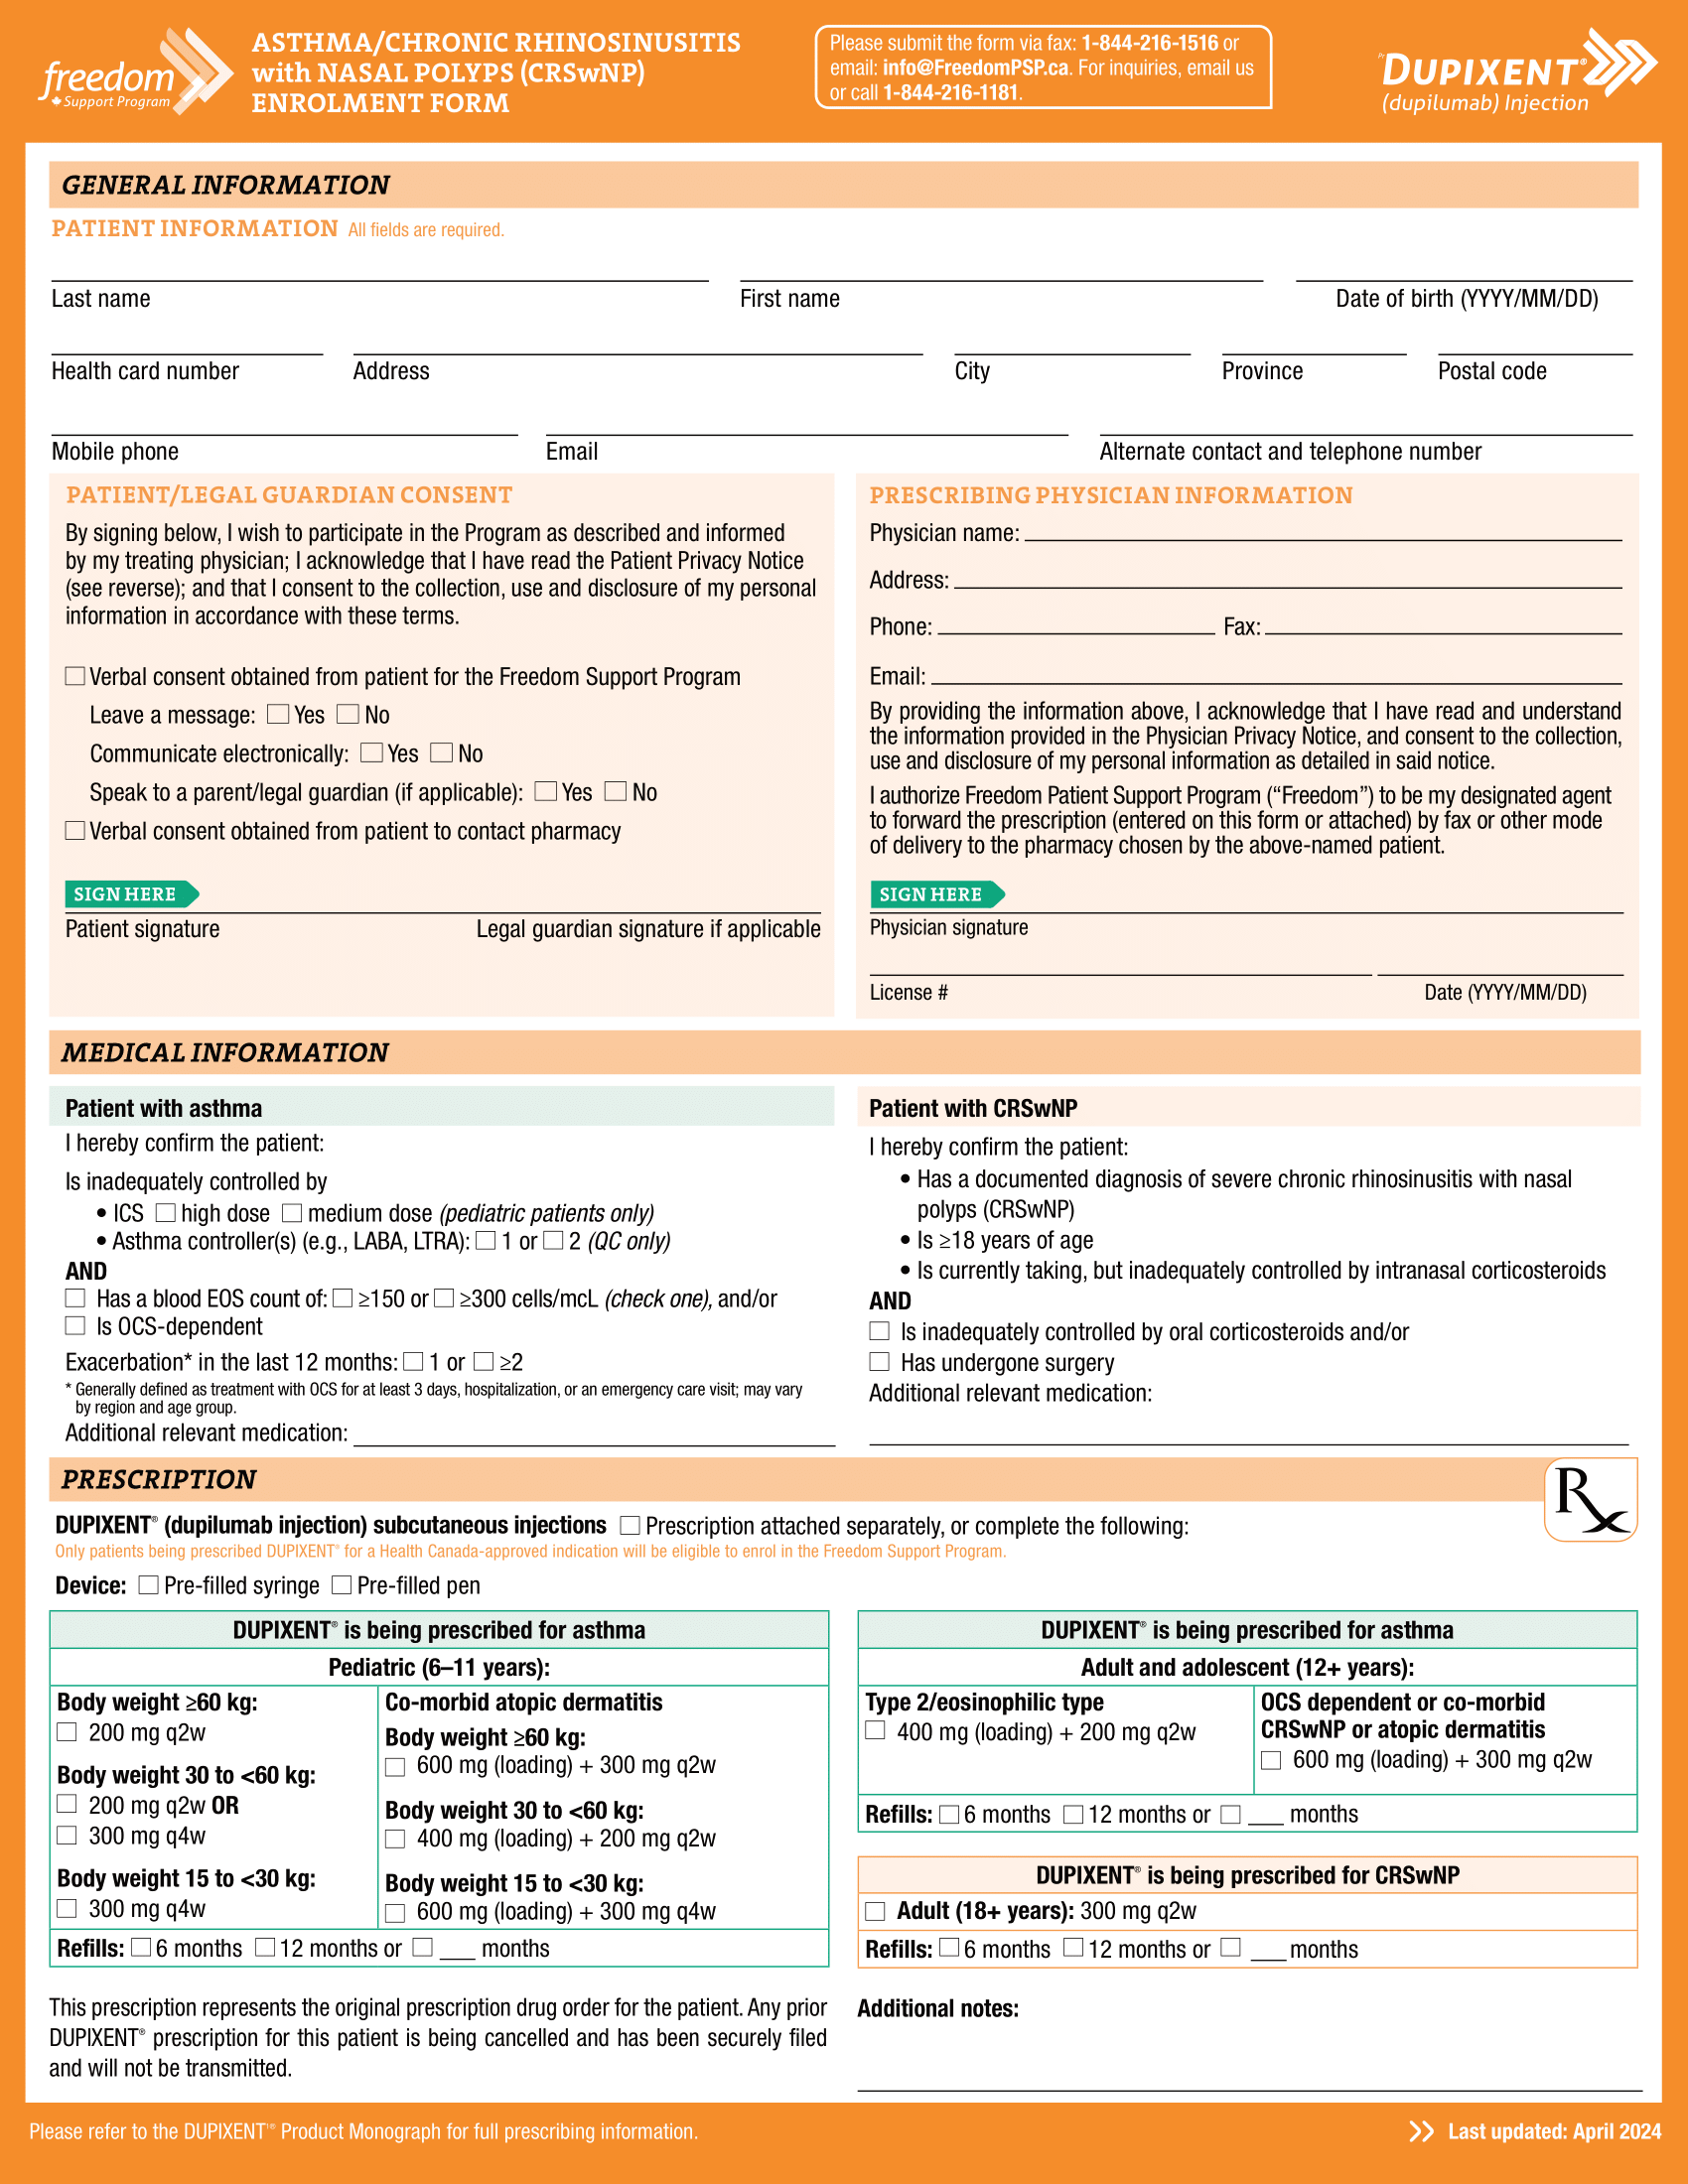 freedom
Support Program
ASTHMA/CHRONIC RHINOSINUSITIS
with NASAL POLYPS (CRSwNP)
ENROLMENT FORM
Please submit the form via fax: 1-844-216-1516 or
email: info@FreedomPSP.ca. For inquiries, email us
or call 1-844-216-1181.
Pr DUPIXENT®
(dupilumab) Injection
GENERAL INFORMATION
PATIENT INFORMATION All fields are required.
Last name First name Date of birth (YYYY/MM/DD)
Health card number Address City Province Postal code
Mobile phone Email Alternate contact and telephone number
PATIENT/LEGAL GUARDIAN CONSENT
By signing below, I wish to participate in the Program as described and informed
by my treating physician; I acknowledge that I have read the Patient Privacy Notice
(see reverse); and that I consent to the collection, use and disclosure of my personal
information in accordance with these terms.
☐ Verbal consent obtained from patient for the Freedom Support Program
Leave a message: ☐ Yes ☐ No
Communicate electronically: ☐ Yes ☐ No
Speak to a parent/legal guardian (if applicable): ☐ Yes ☐ No
☐ Verbal consent obtained from patient to contact pharmacy
SIGN HERE
Patient signature Legal guardian signature if applicable
PRESCRIBING PHYSICIAN INFORMATION
Physician name:
Address:
Phone: Fax:
Email:
By providing the information above, I acknowledge that I have read and understand
the information provided in the Physician Privacy Notice, and consent to the collection,
use and disclosure of my personal information as detailed in said notice.
I authorize Freedom Patient Support Program (“Freedom”) to be my designated agent
to forward the prescription (entered on this form or attached) by fax or other mode
of delivery to the pharmacy chosen by the above-named patient.
SIGN HERE
Physician signature
License # Date (YYYY/MM/DD)
MEDICAL INFORMATION
Patient with asthma
I hereby confirm the patient:
Is inadequately controlled by
• ICS ☐ high dose ☐ medium dose (pediatric patients only)
• Asthma controller(s) (e.g., LABA, LTRA): ☐ 1 or ☐ 2 (QC only)
AND
☐ Has a blood EOS count of: ☐ ≥150 or ☐ ≥300 cells/mcL (check one), and/or
☐ Is OCS-dependent
Exacerbation* in the last 12 months: ☐ 1 or ☐ ≥2
* Generally defined as treatment with OCS for at least 3 days, hospitalization, or an emergency care visit; may vary
by region and age group.
Additional relevant medication:
Patient with CRSwNP
I hereby confirm the patient:
• Has a documented diagnosis of severe chronic rhinosinusitis with nasal
polyps (CRSwNP)
• Is ≥18 years of age
• Is currently taking, but inadequately controlled by intranasal corticosteroids
AND
☐ Is inadequately controlled by oral corticosteroids and/or
☐ Has undergone surgery
Additional relevant medication:
PRESCRIPTION
Rx
DUPIXENT® (dupilumab injection) subcutaneous injections ☐ Prescription attached separately, or complete the following:
Only patients being prescribed DUPIXENT® for a Health Canada-approved indication will be eligible to enrol in the Freedom Support Program.
Device: ☐ Pre-filled syringe ☐ Pre-filled pen
DUPIXENT® is being prescribed for asthma
Pediatric (6–11 years):
Body weight ≥60 kg:
☐ 200 mg q2w
Body weight 30 to <60 kg:
☐ 200 mg q2w OR
☐ 300 mg q4w
Body weight 15 to <30 kg:
☐ 300 mg q4w
Co-morbid atopic dermatitis
Body weight ≥60 kg:
☐ 600 mg (loading) + 300 mg q2w
Body weight 30 to <60 kg:
☐ 400 mg (loading) + 200 mg q2w
Body weight 15 to <30 kg:
☐ 600 mg (loading) + 300 mg q4w
Refills: ☐ 6 months ☐ 12 months or ☐ ___ months
DUPIXENT® is being prescribed for asthma
Adult and adolescent (12+ years):
Type 2/eosinophilic type
☐ 400 mg (loading) + 200 mg q2w
OCS dependent or co-morbid
CRSwNP or atopic dermatitis
☐ 600 mg (loading) + 300 mg q2w
Refills: ☐ 6 months ☐ 12 months or ☐ ___ months
DUPIXENT® is being prescribed for CRSwNP
☐ Adult (18+ years): 300 mg q2w
Refills: ☐ 6 months ☐ 12 months or ☐ ___ months
This prescription represents the original prescription drug order for the patient. Any prior
DUPIXENT® prescription for this patient is being cancelled and has been securely filed
and will not be transmitted.
Additional notes:
Please refer to the DUPIXENT® Product Monograph for full prescribing information.
Last updated: April 2024